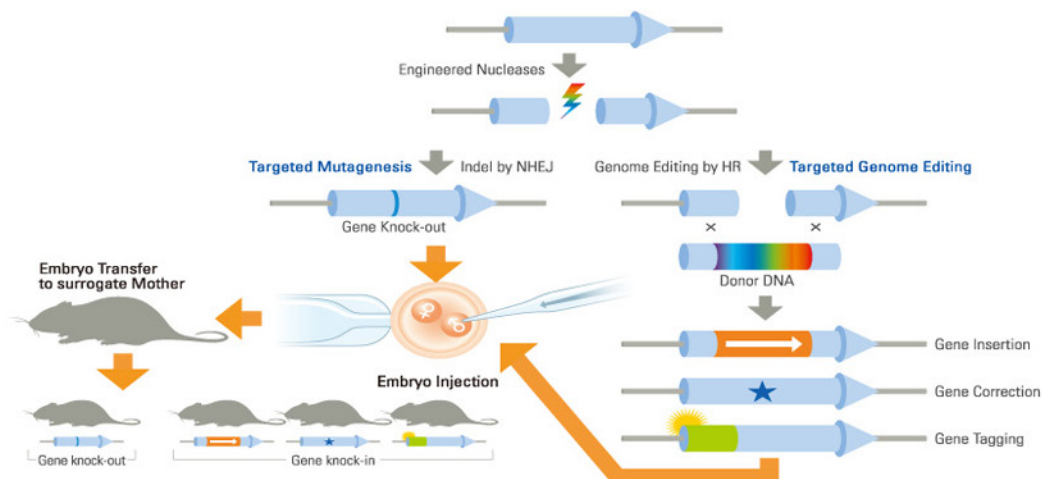 Engineered Nucleases
Targeted Mutagenesis
Indel by NHEJ
Genome Editing by HR
Targeted Genome Editing
Gene Knock-out
x
x
Donor DNA
Embryo Transfer
to surrogate Mother
Embryo Injection
Gene Insertion
Gene Correction
Gene Tagging
Gene knock-out
Gene knock-in